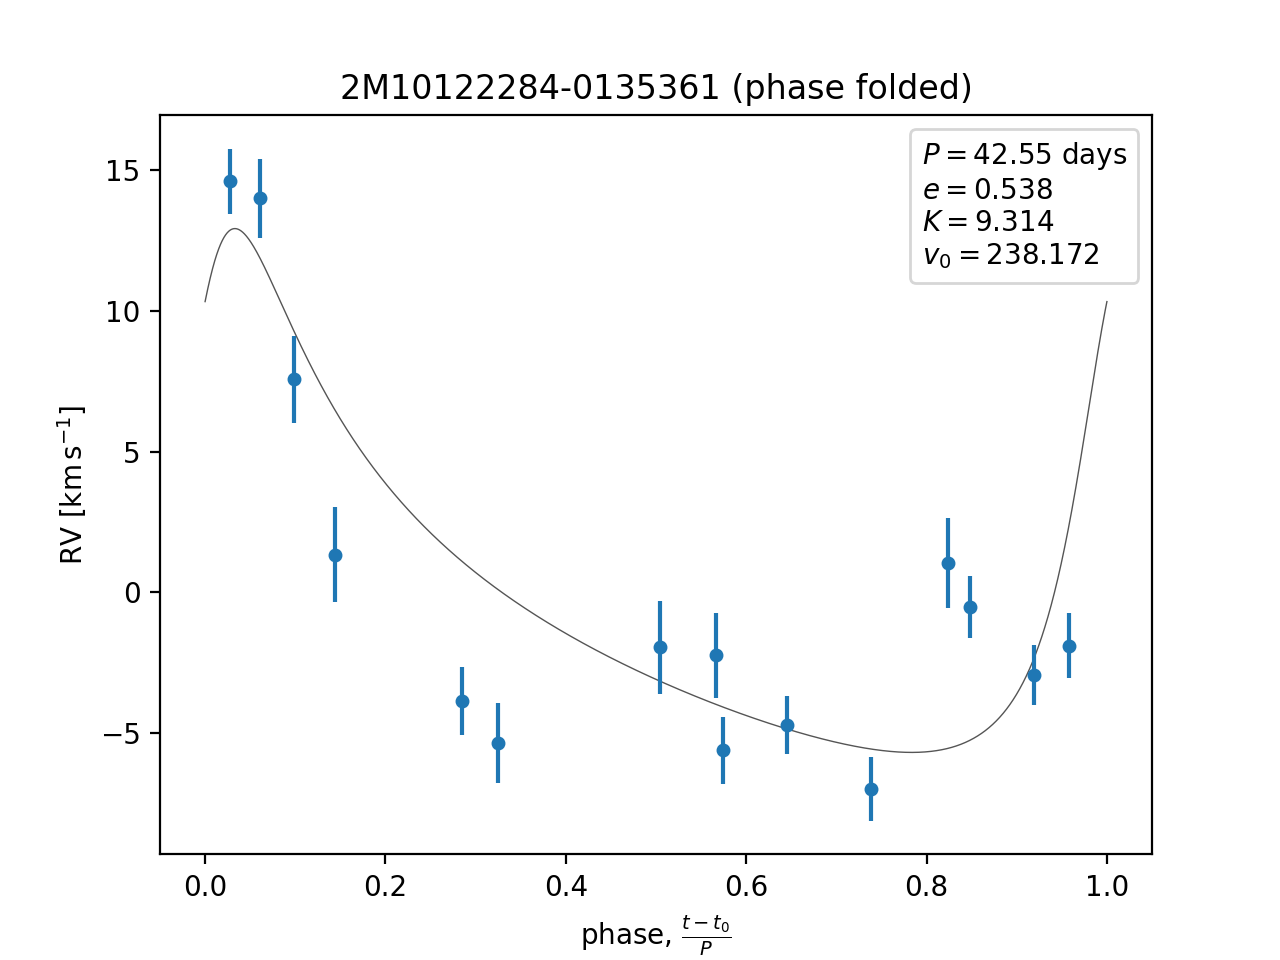 2M10122284-0135361 (phase folded)
P = 42.55 days
e = 0.538
K = 9.314
v₀ = 238.172
15
10
5
0
−5
RV [km s⁻¹]
0.0 0.2 0.4 0.6 0.8 1.0
phase, (t − t₀)/P